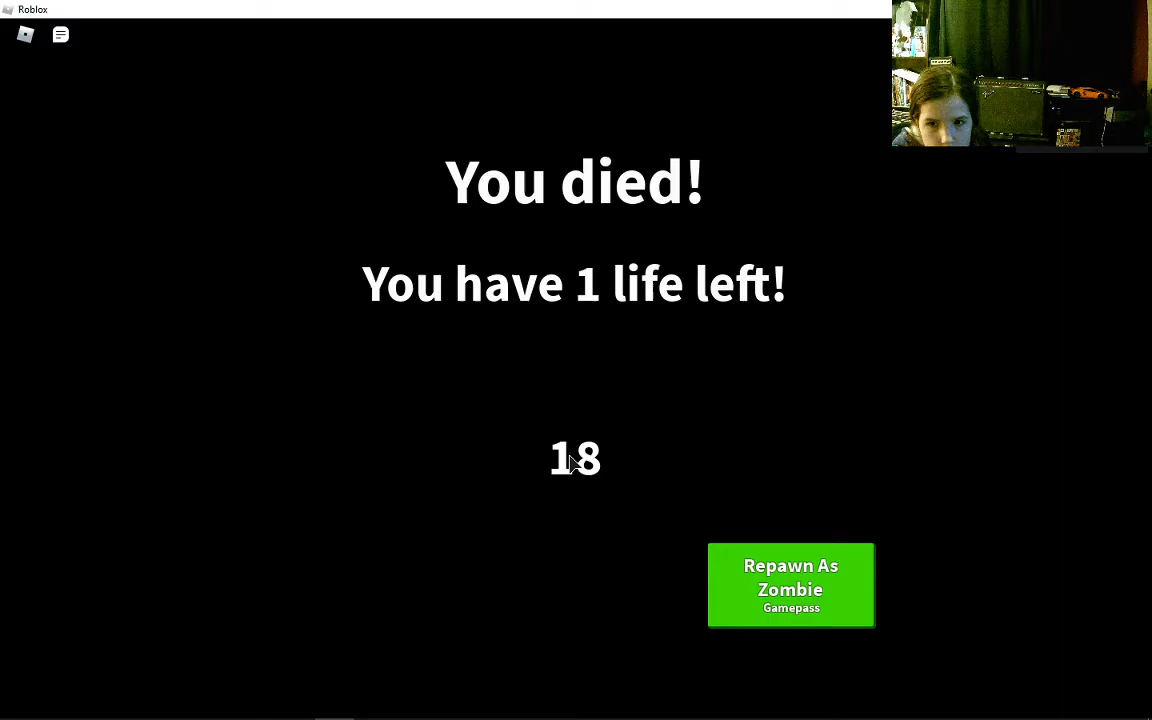 Roblox
You died!
You have 1 life left!
18
Repawn As
Zombie
Gamepass